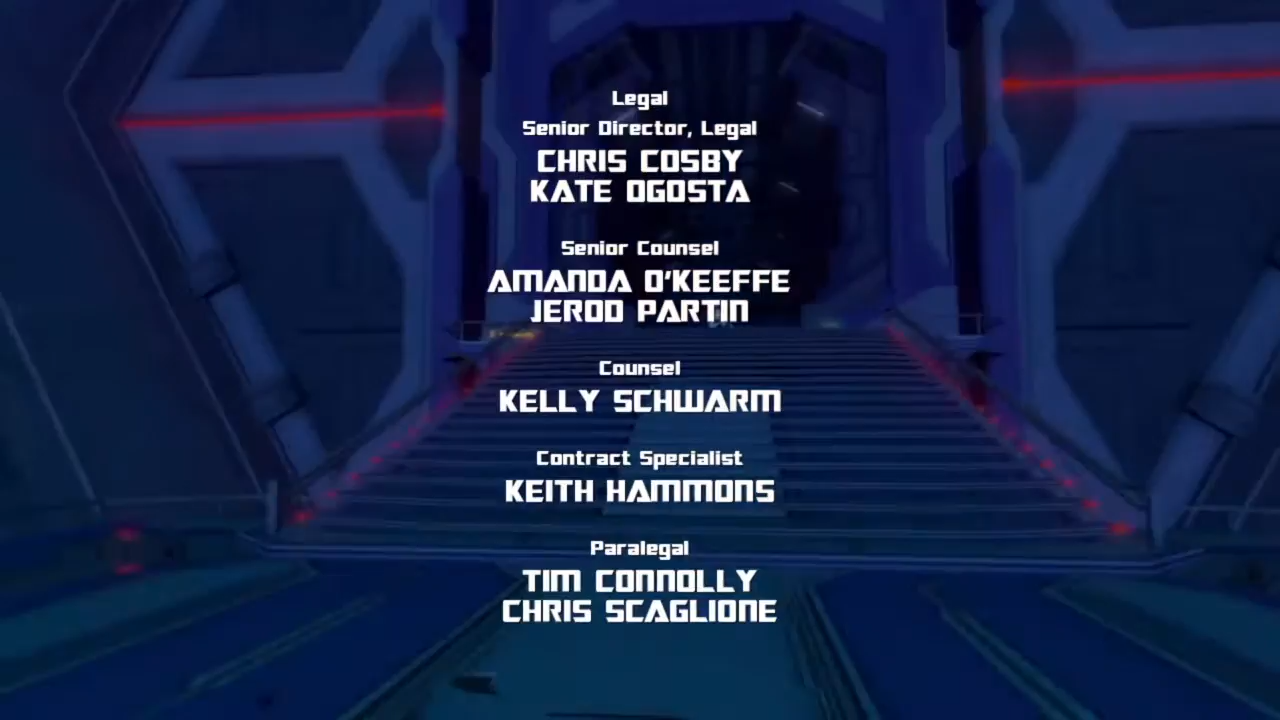 Legal
Senior Director, Legal
CHRIS COSBY
KATE OGOSTA
Senior Counsel
AMANDA O'KEEFFE
JEROD PARTIN
Counsel
KELLY SCHWARM
Contract Specialist
KEITH HAMMONS
Paralegal
TIM CONNOLLY
CHRIS SCAGLIONE